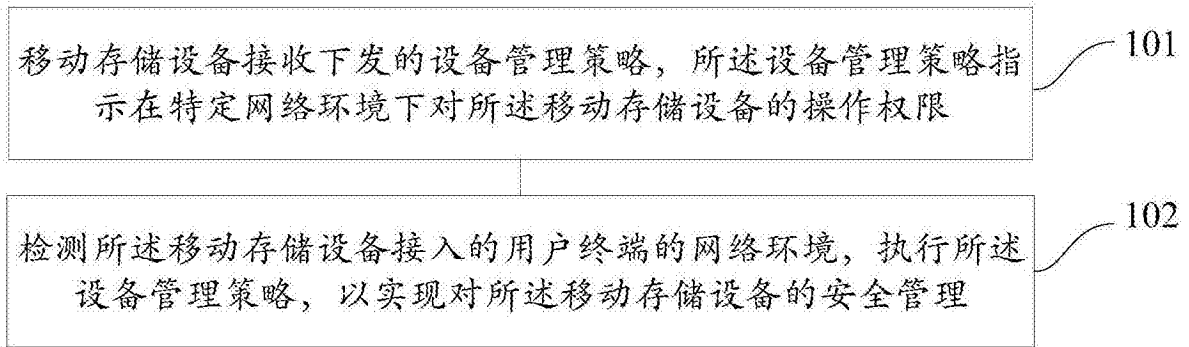 移动存储设备接收下发的设备管理策略，所述设备管理策略指
示在特定网络环境下对所述移动存储设备的操作权限
101
检测所述移动存储设备接入的用户终端的网络环境，执行所述
设备管理策略，以实现对所述移动存储设备的安全管理
102